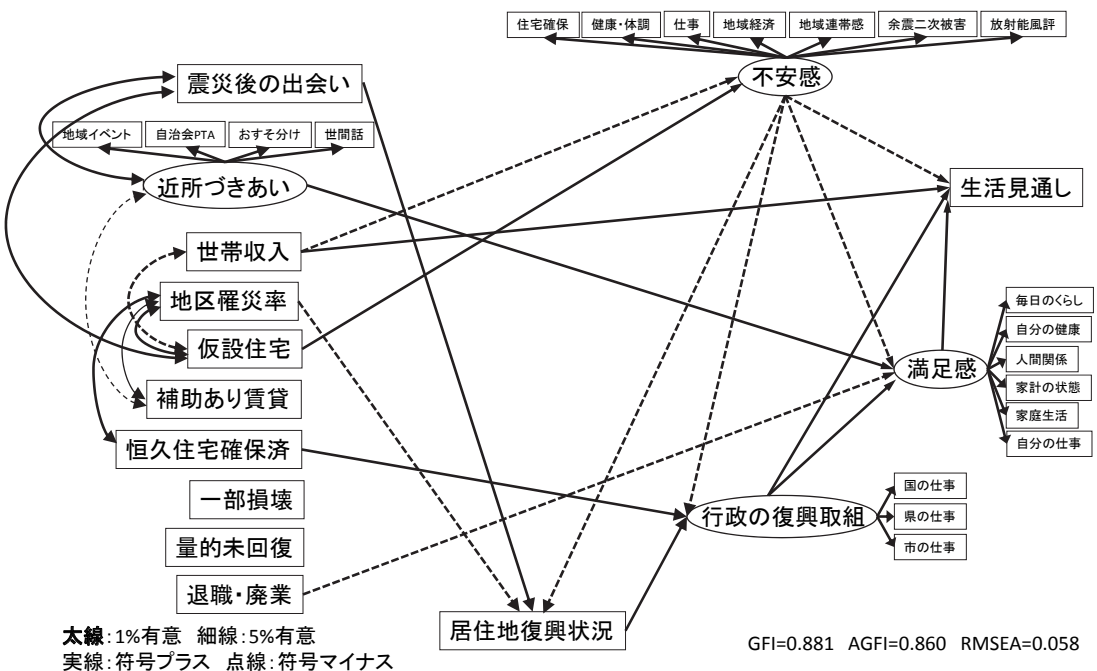 住宅確保 健康・体調 仕事 地域経済 地域連帯感 余震二次被害 放射能風評
不安感
震災後の出会い
地域イベント 自治会PTA おすそ分け 世間話
近所づきあい
生活見通し
世帯収入
地区罹災率
仮設住宅
補助あり賃貸
恒久住宅確保済
一部損壊
量的未回復
退職・廃業
満足感
毎日のくらし
自分の健康
人間関係
家計の状態
家庭生活
自分の仕事
行政の復興取組
国の仕事
県の仕事
市の仕事
居住地復興状況
太線:1%有意 細線:5%有意
実線:符号プラス 点線:符号マイナス
GFI=0.881 AGFI=0.860 RMSEA=0.058